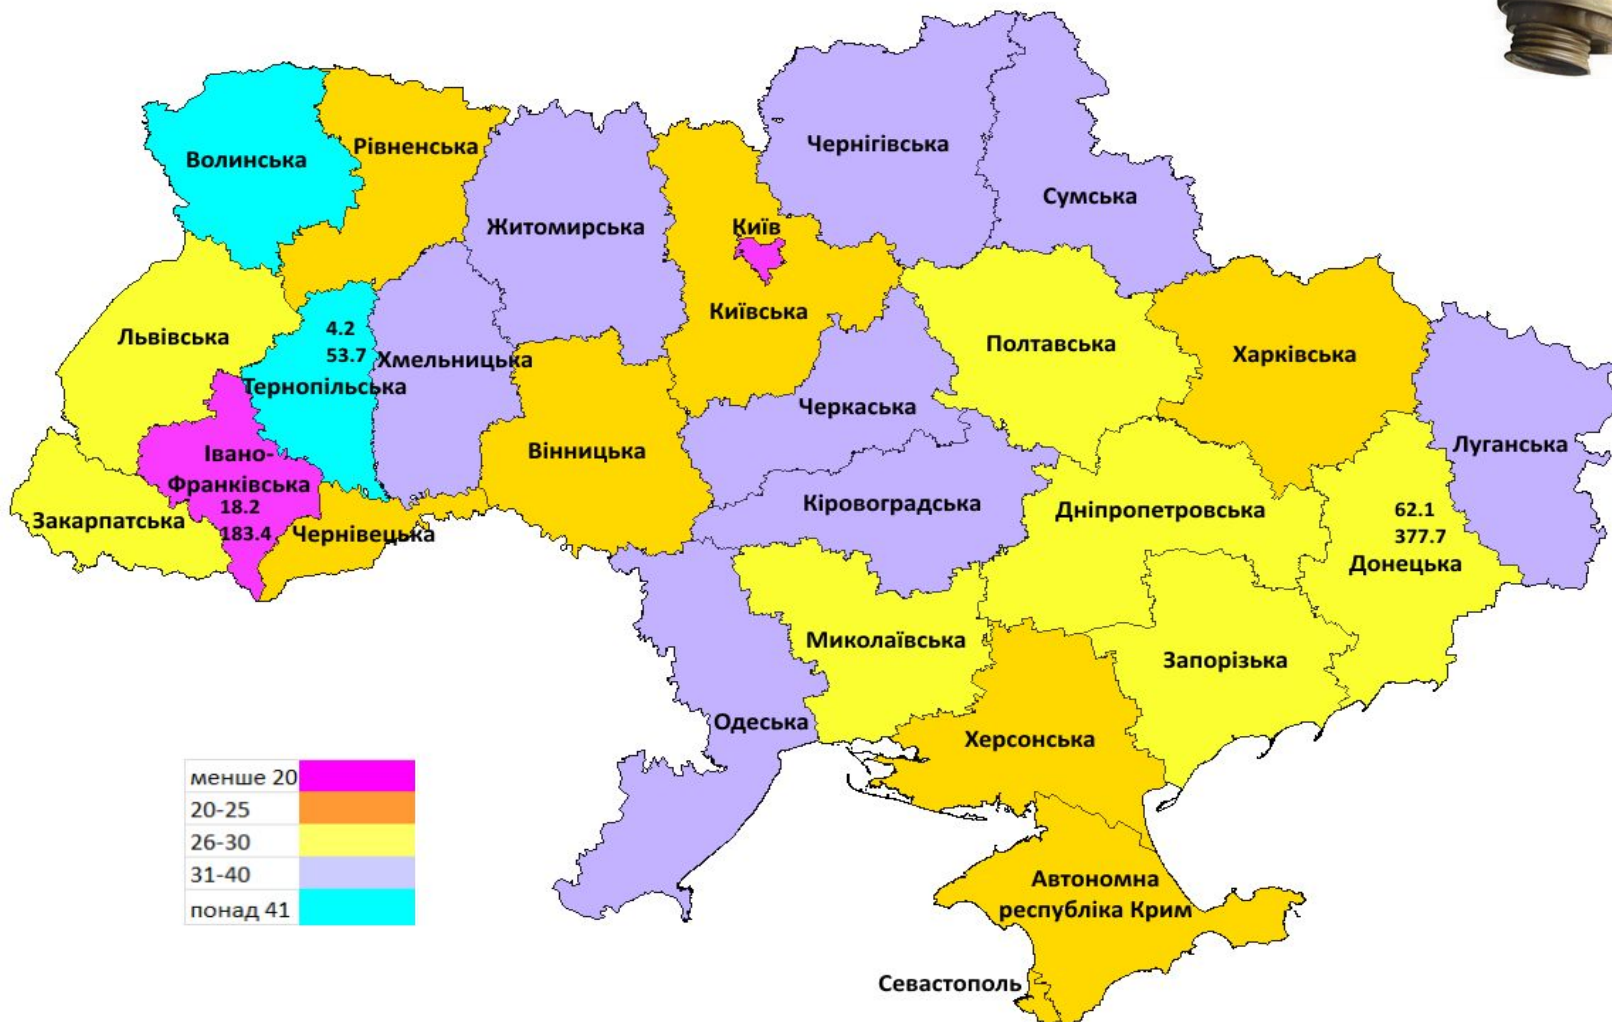 Волинська
Рівненська
Чернігівська
Сумська
Житомирська
Київ
Київська
Львівська
4.2
53.7
Тернопільська
Хмельницька
Полтавська
Харківська
Черкаська
Луганська
Вінницька
Івано-
Франківська
18.2
183.4
Закарпатська
Чернівецька
Кіровоградська
Дніпропетровська
62.1
377.7
Донецька
Миколаївська
Запорізька
Одеська
Херсонська
Автономна
республіка Крим
Севастополь
менше 20
20-25
26-30
31-40
понад 41